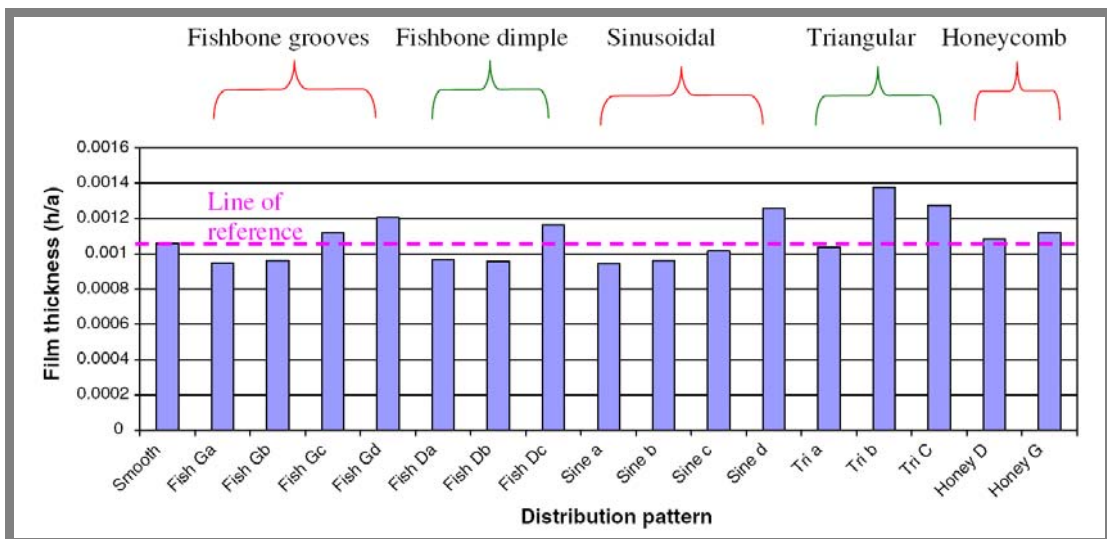 Fishbone grooves Fishbone dimple Sinusoidal Triangular Honeycomb
0.0016
0.0014
0.0012
0.001
0.0008
0.0006
0.0004
0.0002
0
Film thickness (h/a)
Line of
reference
Smooth
Fish Ga
Fish Gb
Fish Gc
Fish Gd
Fish Da
Fish Db
Fish Dc
Sine a
Sine b
Sine c
Sine d
Tri a
Tri b
Tri C
Honey D
Honey G
Distribution pattern